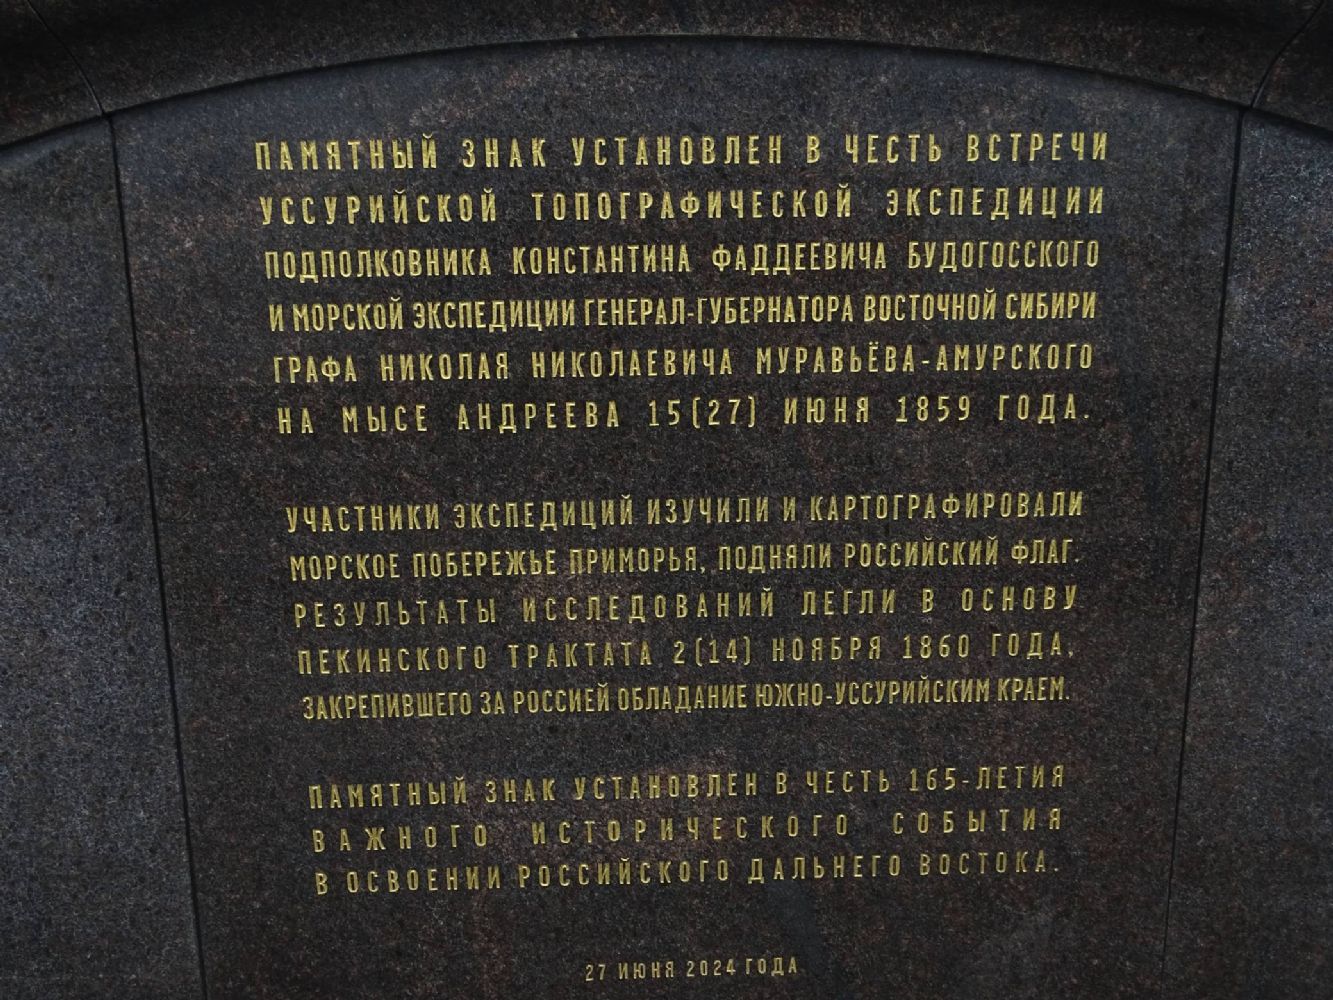 ПАМЯТНЫЙ ЗНАК УСТАНОВЛЕН В ЧЕСТЬ ВСТРЕЧИ
УССУРИЙСКОЙ ТОПОГРАФИЧЕСКОЙ ЭКСПЕДИЦИИ
ПОДПОЛКОВНИКА КОНСТАНТИНА ФАДДЕЕВИЧА БУДОГОССКОГО
И МОРСКОЙ ЭКСПЕДИЦИИ ГЕНЕРАЛ-ГУБЕРНАТОРА ВОСТОЧНОЙ СИБИРИ
ГРАФА НИКОЛАЯ НИКОЛАЕВИЧА МУРАВЬЁВА-АМУРСКОГО
НА МЫСЕ АНДРЕЕВА 15(27) ИЮНЯ 1859 ГОДА.
УЧАСТНИКИ ЭКСПЕДИЦИЙ ИЗУЧИЛИ И КАРТОГРАФИРОВАЛИ
МОРСКОЕ ПОБЕРЕЖЬЕ ПРИМОРЬЯ, ПОДНЯЛИ РОССИЙСКИЙ ФЛАГ.
РЕЗУЛЬТАТЫ ИССЛЕДОВАНИЙ ЛЕГЛИ В ОСНОВУ
ПЕКИНСКОГО ТРАКТАТА 2(14) НОЯБРЯ 1860 ГОДА,
ЗАКРЕПИВШЕГО ЗА РОССИЕЙ ОБЛАДАНИЕ ЮЖНО-УССУРИЙСКИМ КРАЕМ.
ПАМЯТНЫЙ ЗНАК УСТАНОВЛЕН В ЧЕСТЬ 165-ЛЕТИЯ
ВАЖНОГО ИСТОРИЧЕСКОГО СОБЫТИЯ
В ОСВОЕНИИ РОССИЙСКОГО ДАЛЬНЕГО ВОСТОКА.
27 ИЮНЯ 2024 ГОДА